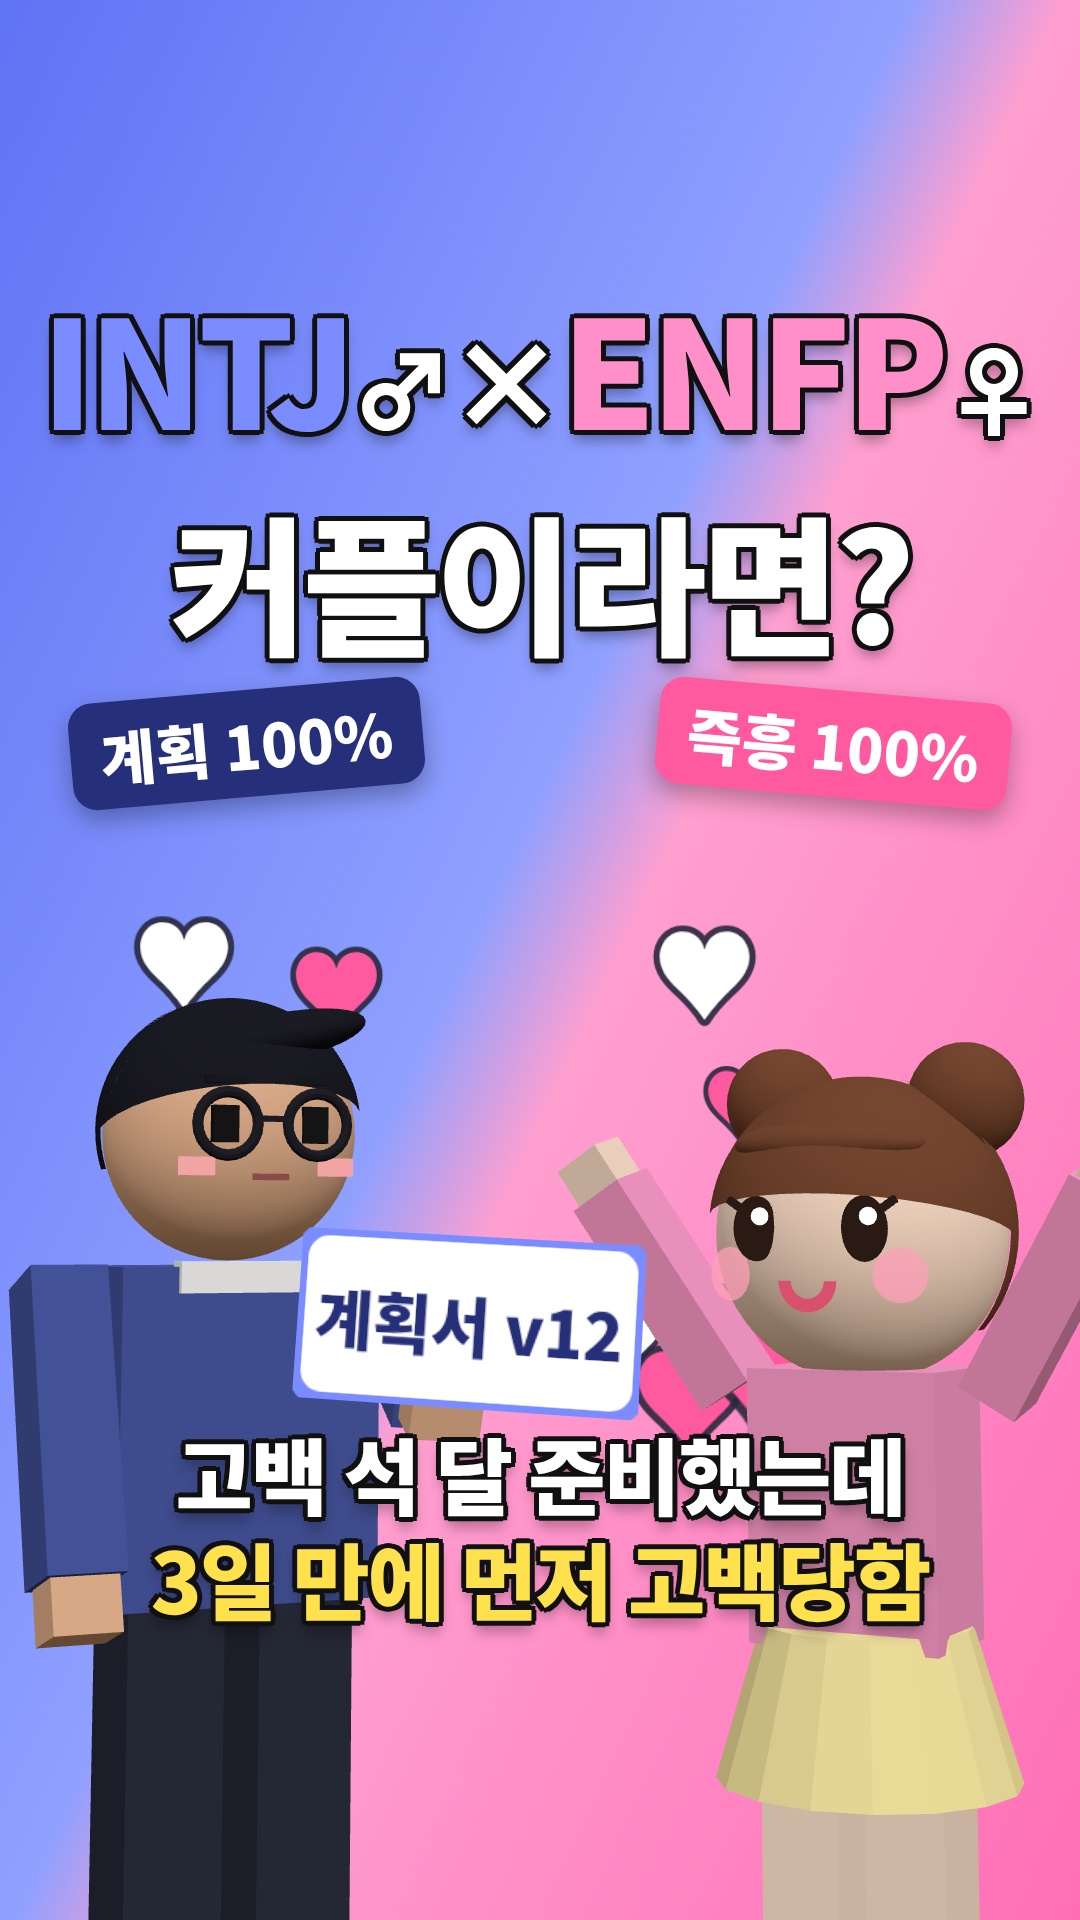 INTJ♂×ENFP♀
커플이라면?
계획 100%
즉흥 100%
계획서 v12
고백 석 달 준비했는데
3일 만에 먼저 고백당함